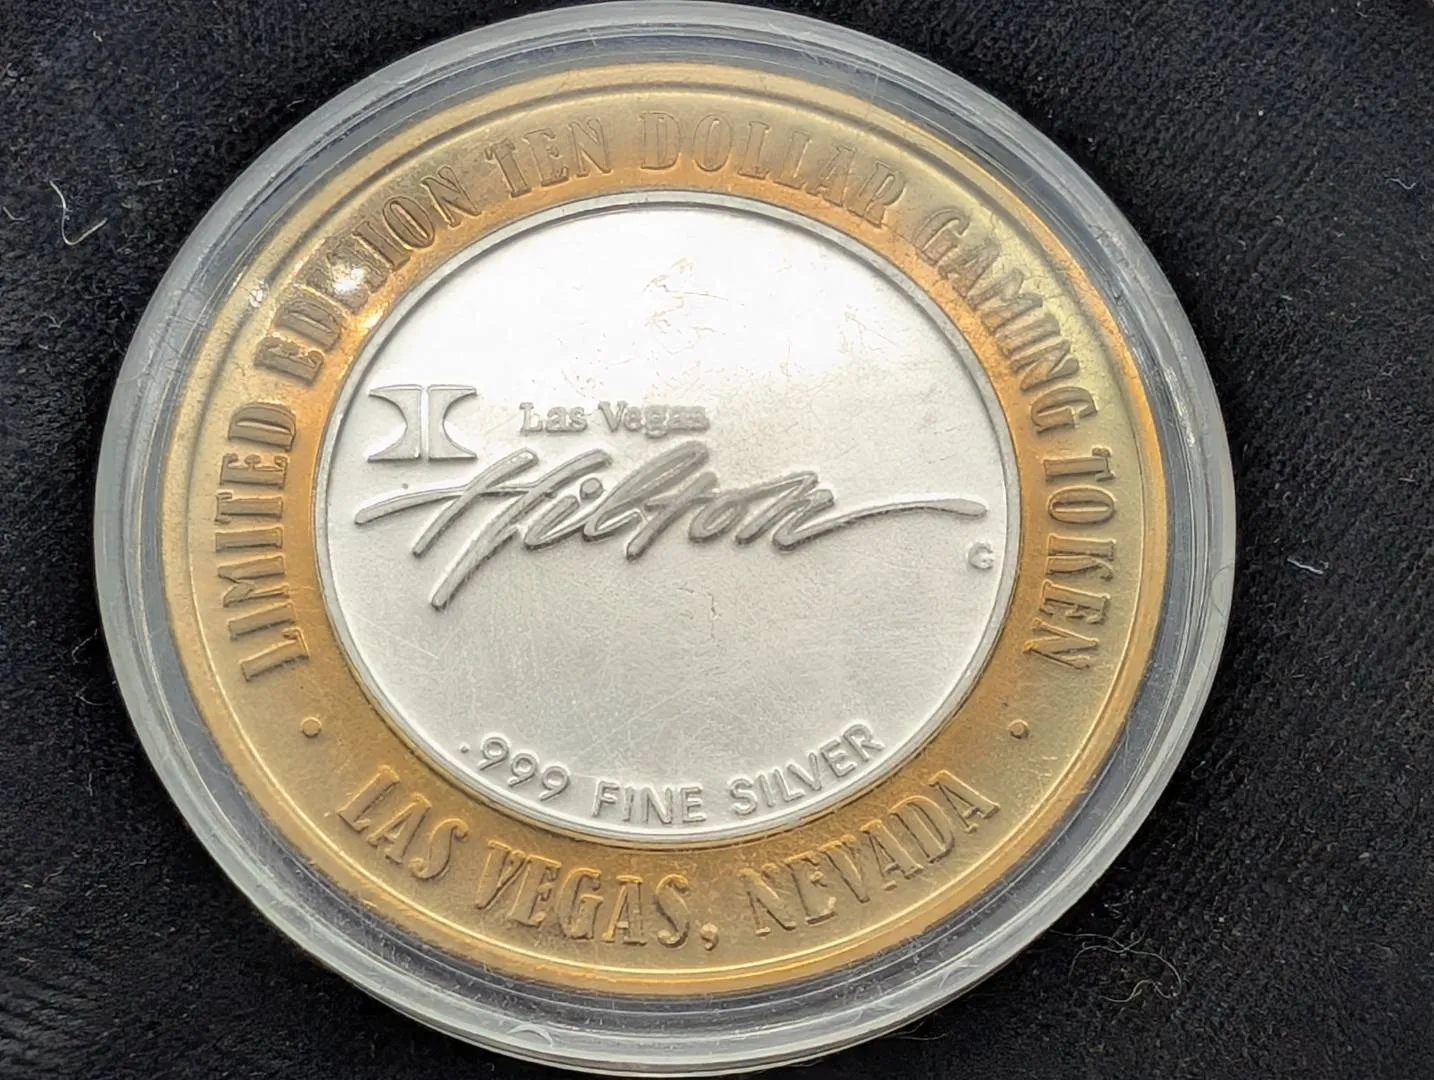 LIMITED EDITION TEN DOLLAR GAMING TOKEN
Las Vegas
Hilton
G
.999 FINE SILVER
• LAS VEGAS, NEVADA •